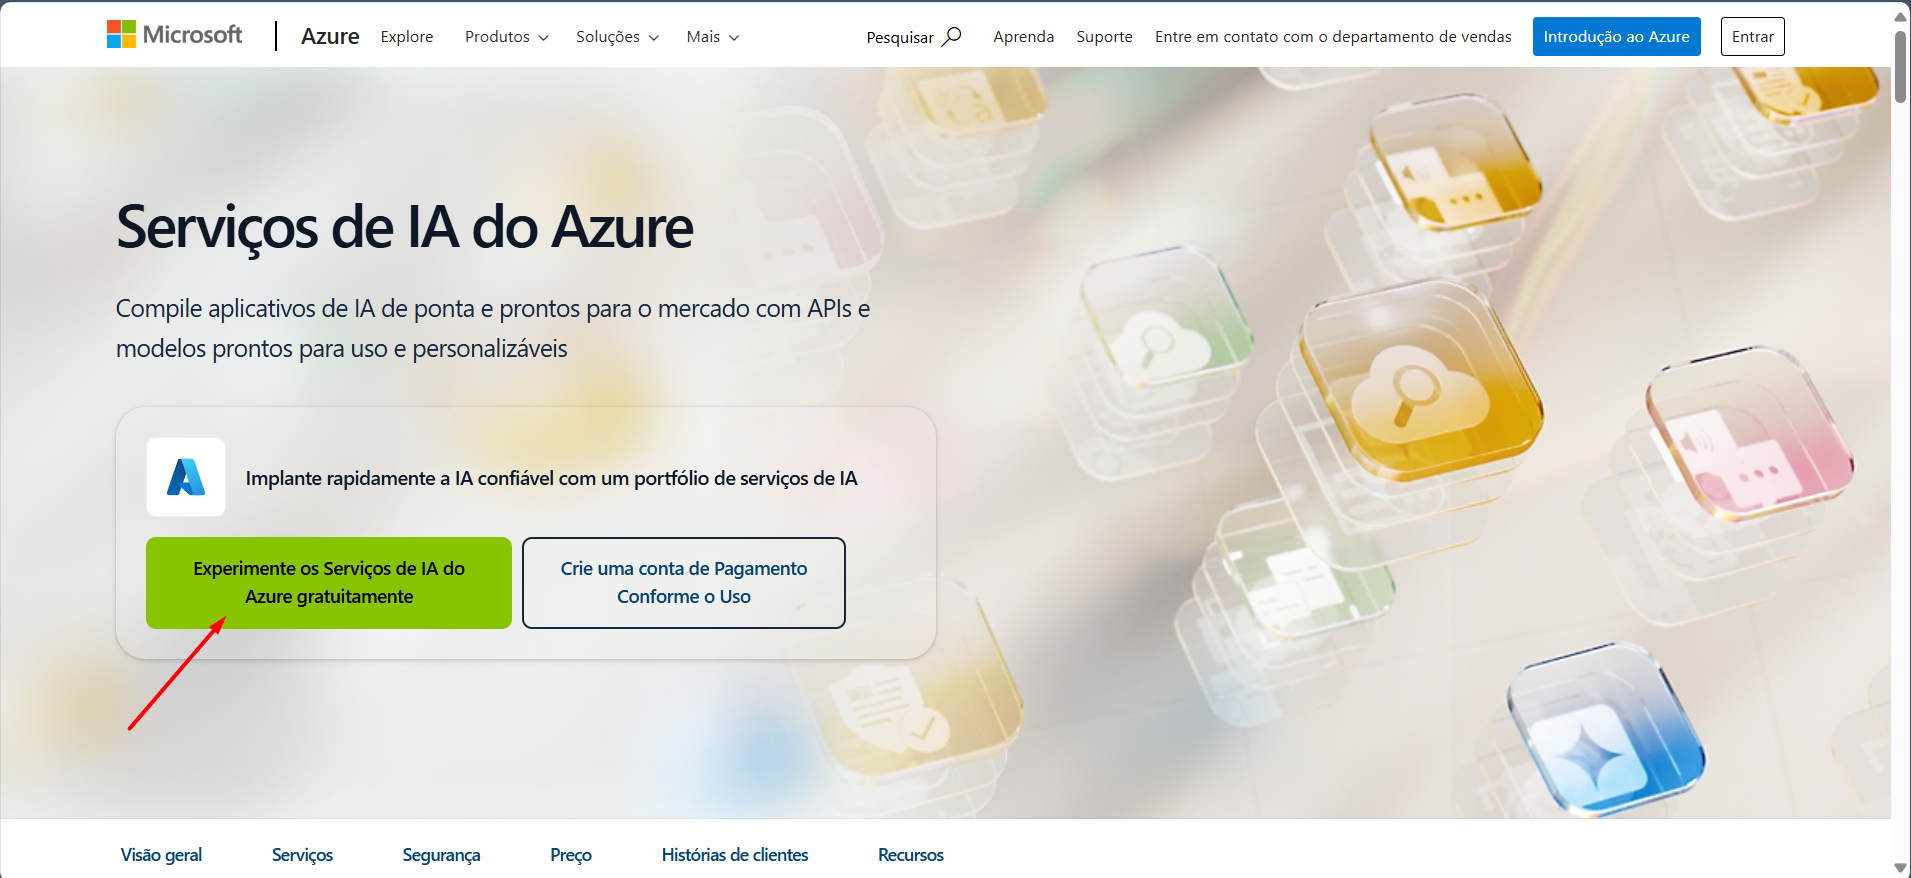 Microsoft
Azure
Explore
Produtos
Soluções
Mais
Pesquisar
Aprenda
Suporte
Entre em contato com o departamento de vendas
Introdução ao Azure
Entrar
Serviços de IA do Azure
Compile aplicativos de IA de ponta e prontos para o mercado com APIs e
modelos prontos para uso e personalizáveis
Implante rapidamente a IA confiável com um portfólio de serviços de IA
Experimente os Serviços de IA do
Azure gratuitamente
Crie uma conta de Pagamento
Conforme o Uso
Visão geral
Serviços
Segurança
Preço
Histórias de clientes
Recursos